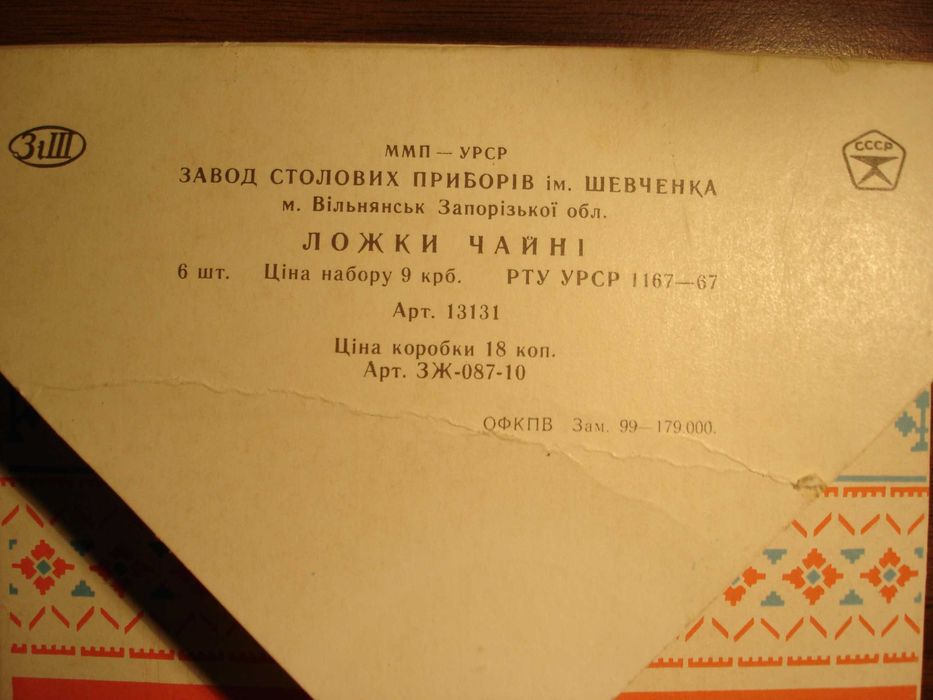 ЗіШ
СССР
ММП — УРСР
ЗАВОД СТОЛОВИХ ПРИБОРІВ ім. ШЕВЧЕНКА
м. Вільнянськ Запорізької обл.
ЛОЖКИ ЧАЙНІ
6 шт. Ціна набору 9 крб. РТУ УРСР 1167—67
Арт. 13131
Ціна коробки 18 коп.
Арт. ЗЖ-087-10
ОФКПВ Зам. 99—179.000.